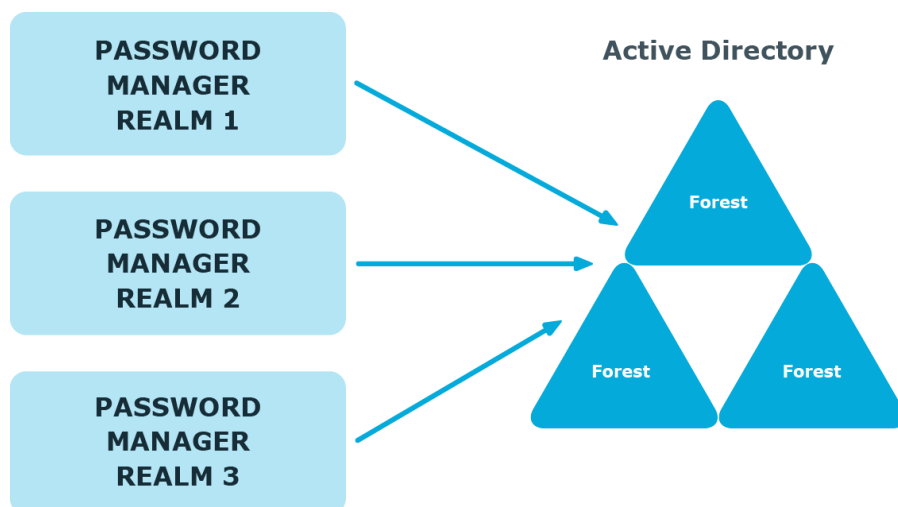 PASSWORD
MANAGER
REALM 1
Active Directory
Forest
PASSWORD
MANAGER
REALM 2
Forest
Forest
PASSWORD
MANAGER
REALM 3